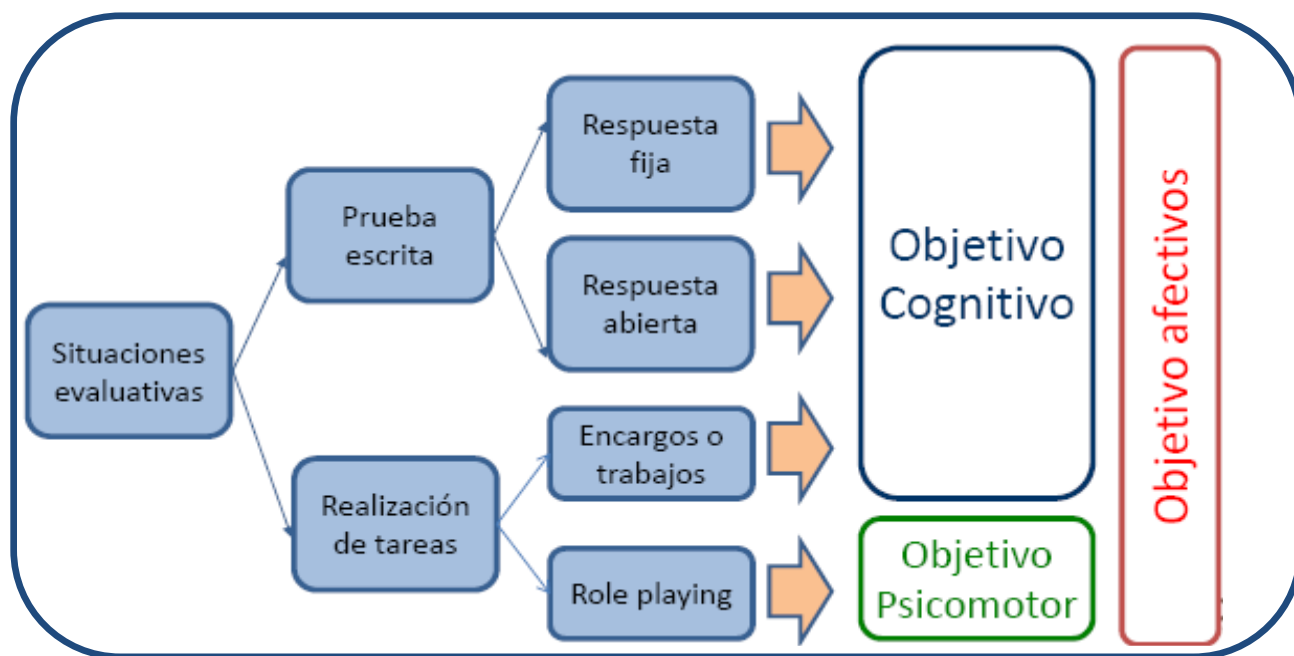 Situaciones
evaluativas
Prueba
escrita
Realización
de tareas
Respuesta
fija
Respuesta
abierta
Encargos o
trabajos
Role playing
Objetivo
Cognitivo
Objetivo
Psicomotor
Objetivo afectivos